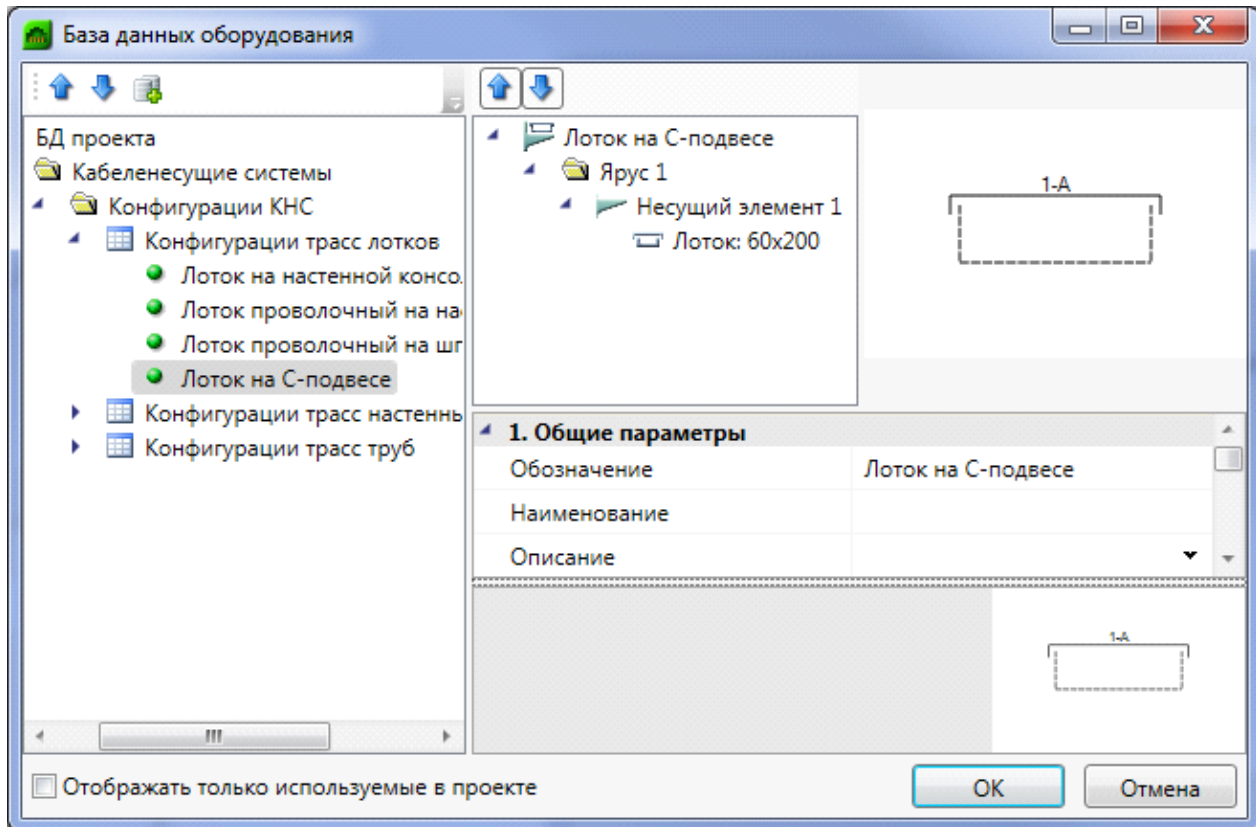 База данных оборудования
БД проекта
Кабеленесущие системы
Конфигурации КНС
Конфигурации трасс лотков
Лоток на настенной консо.
Лоток проволочный на на
Лоток проволочный на шг
Лоток на С-подвесе
Конфигурации трасс настеннь
Конфигурации трасс труб
Лоток на С-подвесе
Ярус 1
Несущий элемент 1
Лоток: 60x200
1-А
1. Общие параметры
Обозначение Лоток на С-подвесе
Наименование
Описание
1-А
Отображать только используемые в проекте
ОК Отмена